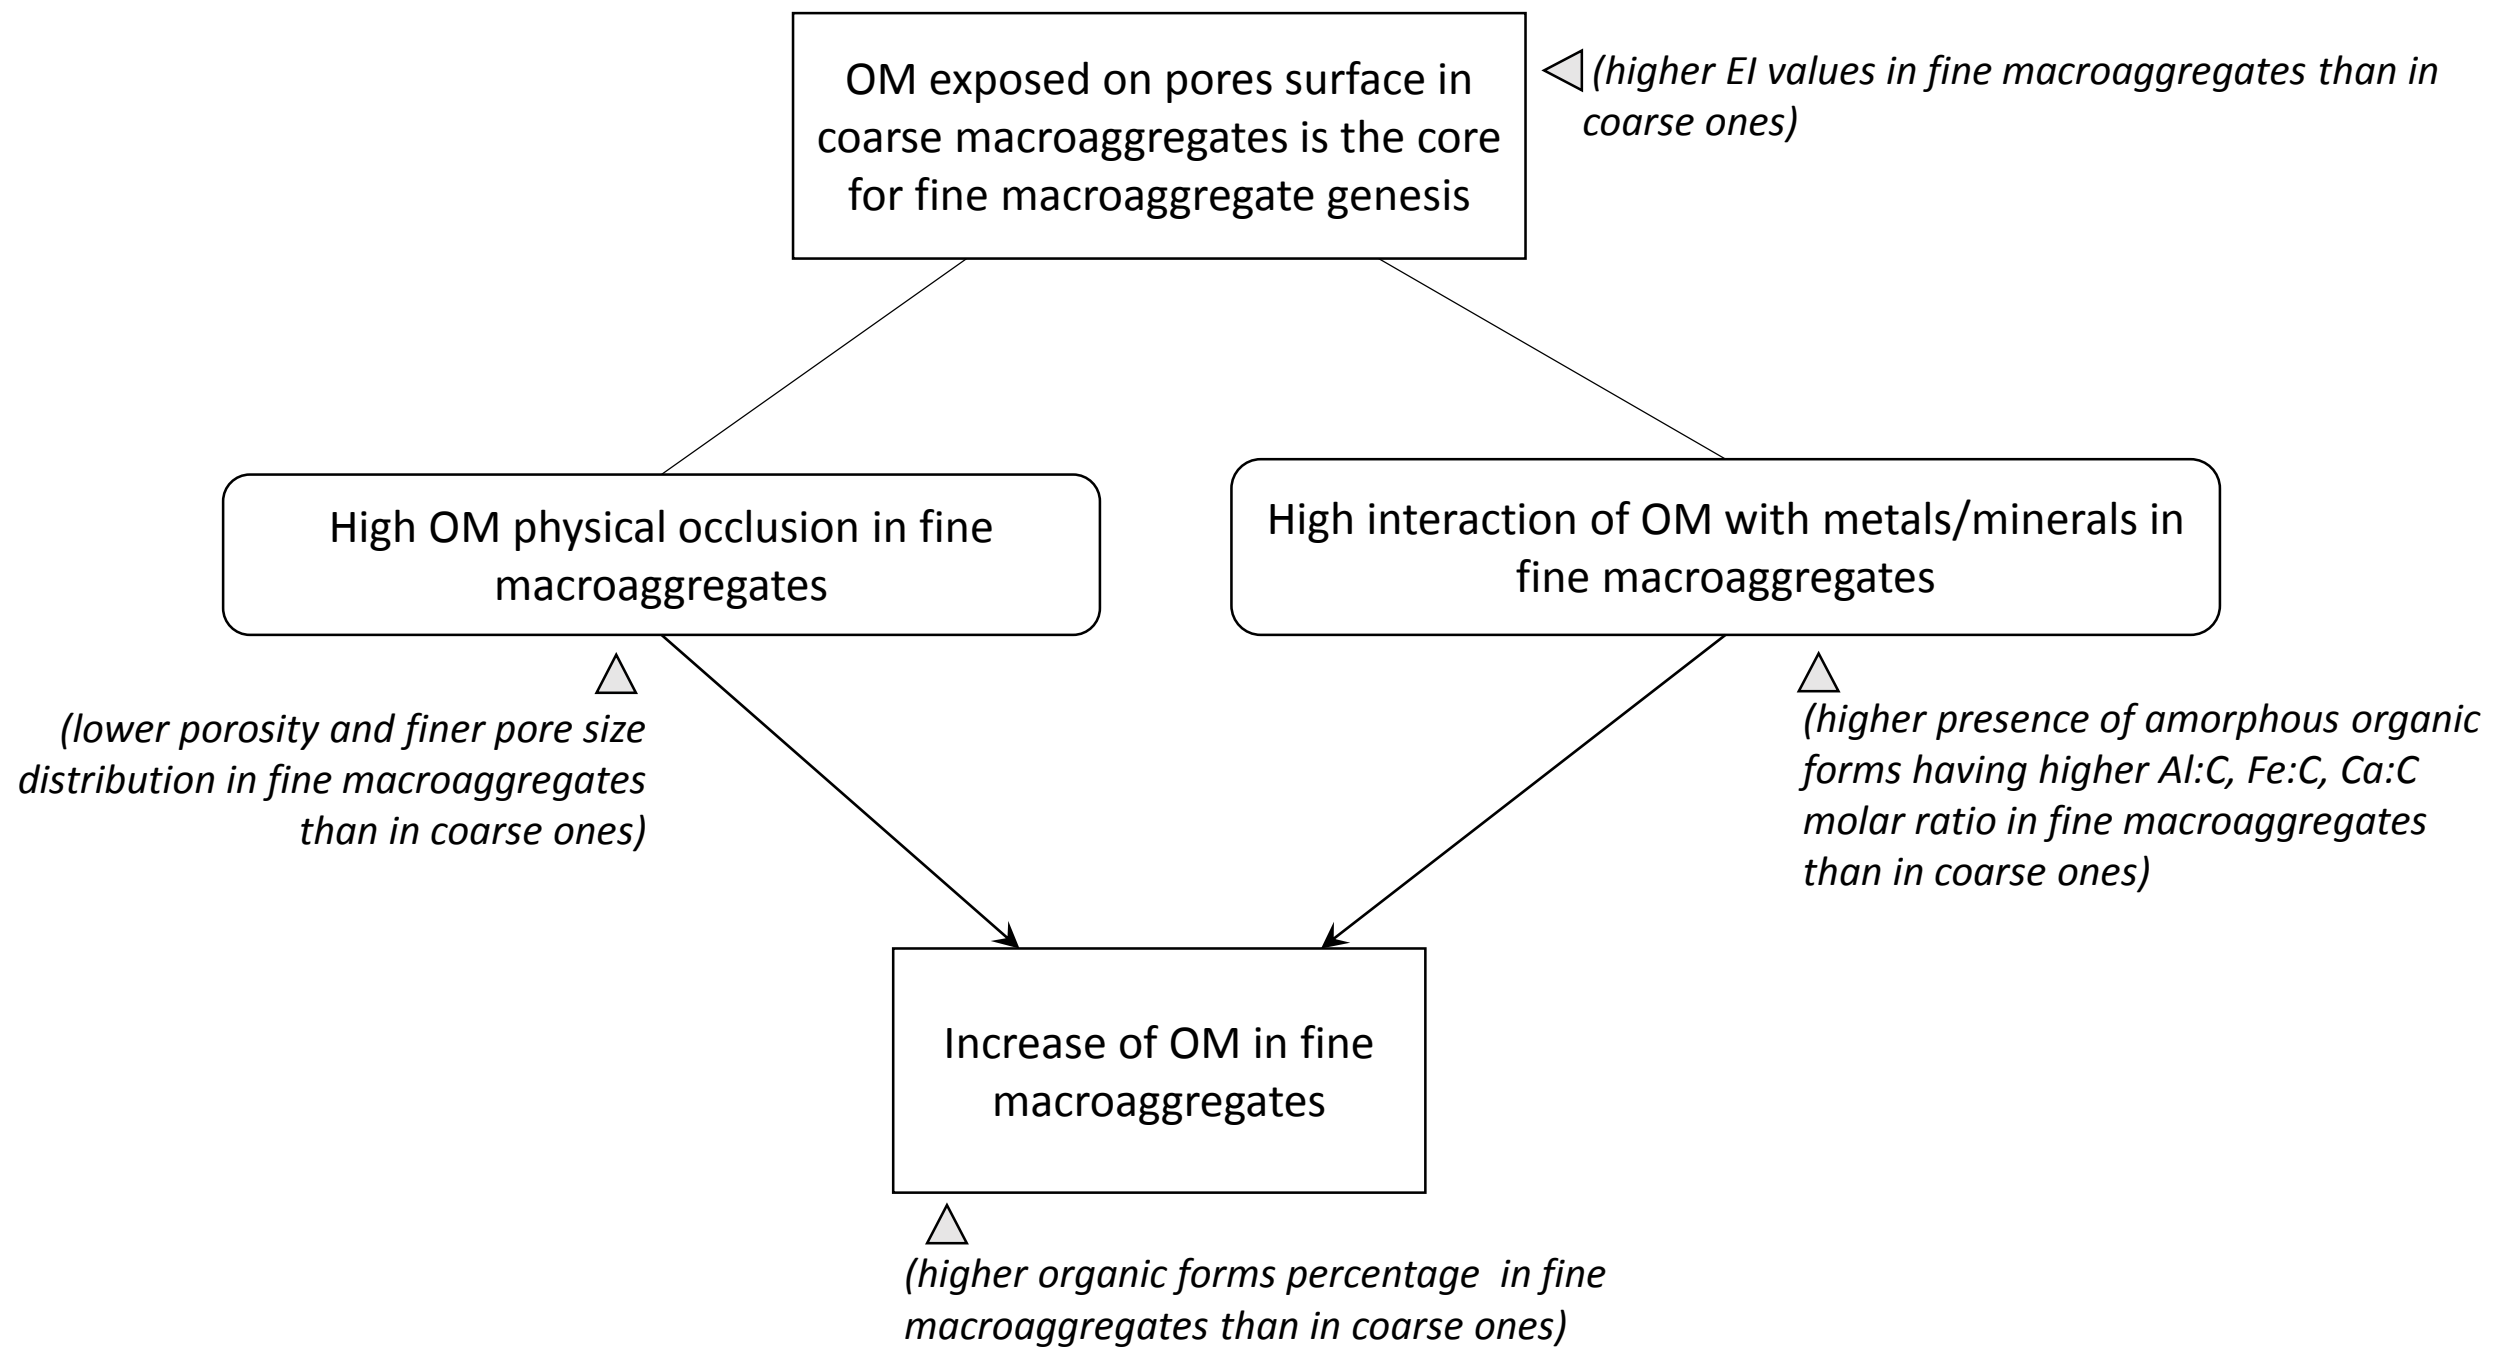 OM exposed on pores surface in
coarse macroaggregates is the core
for fine macroaggregate genesis
(higher EI values in fine macroaggregates than in
coarse ones)
High OM physical occlusion in fine
macroaggregates
High interaction of OM with metals/minerals in
fine macroaggregates
(lower porosity and finer pore size
distribution in fine macroaggregates
than in coarse ones)
(higher presence of amorphous organic
forms having higher Al:C, Fe:C, Ca:C
molar ratio in fine macroaggregates
than in coarse ones)
Increase of OM in fine
macroaggregates
(higher organic forms percentage  in fine
macroaggregates than in coarse ones)